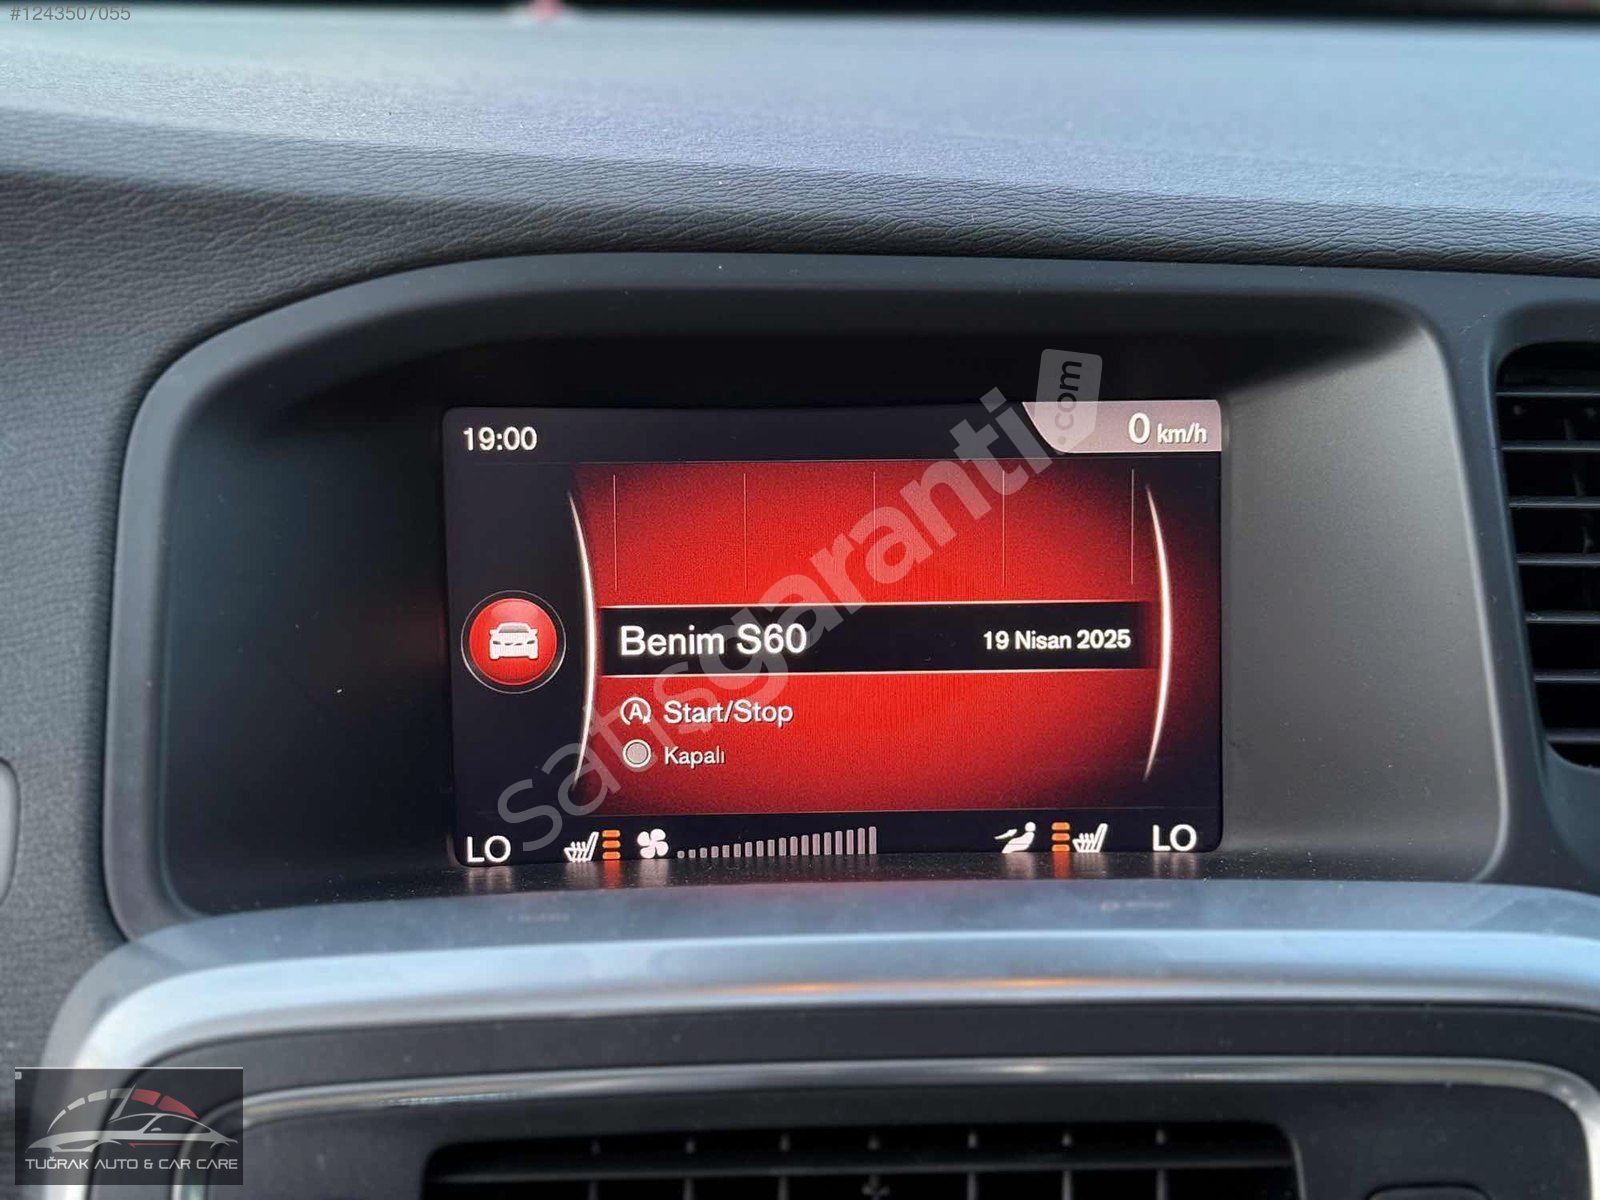 #1243507055
19:00
0 km/h
Benim S60
19 Nisan 2025
Start/Stop
Kapalı
LO
LO
satışgaranti.com
TUĞRAK AUTO & CAR CARE